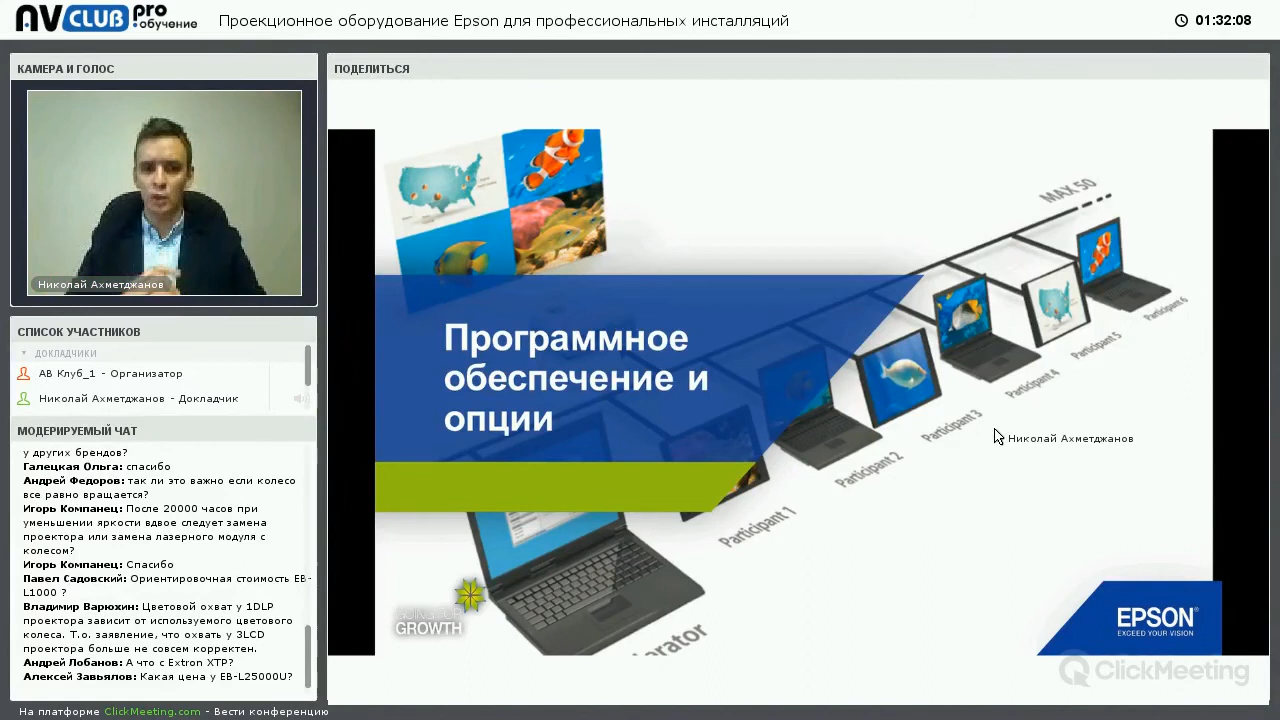 AV CLUB pro :обучение
Проекционное оборудование Epson для профессиональных инсталляций
01:32:08
КАМЕРА И ГОЛОС
Николай Ахметджанов
СПИСОК УЧАСТНИКОВ
ДОКЛАДЧИКИ
АВ Клуб_1 - Организатор
Николай Ахметджанов - Докладчик
МОДЕРИРУЕМЫЙ ЧАТ
у других брендов?
Галецкая Ольга: спасибо
Андрей Федоров: так ли это важно если колесо
все равно вращается?
Игорь Компанец: После 20000 часов при
уменьшении яркости вдвое следует замена
проектора или замена лазерного модуля с
колесом?
Игорь Компанец: Спасибо
Павел Садовский: Ориентировочная стоимость EB-
L1000 ?
Владимир Варюхин: Цветовой охват у 1DLP
проектора зависит от используемого цветового
колеса. Т.о. заявление, что охвать у 3LCD
проектора больше не совсем корректен.
Андрей Лобанов: А что с Extron XTP?
Алексей Завьялов: Какая цена у EB-L25000U?
ПОДЕЛИТЬСЯ
MAX 50
Программное
обеспечение и
опции
Participant 6
Participant 5
Participant 4
Participant 3
Participant 2
Participant 1
Николай Ахметджанов
GOING FOR
GROWTH
EPSON
EXCEED YOUR VISION
ClickMeeting
На платформе ClickMeeting.com - Вести конференцию